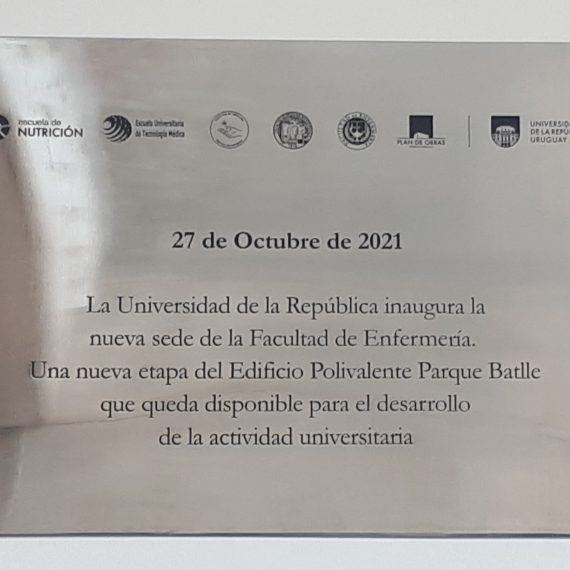 escuela de
NUTRICIÓN
Escuela Universitaria
de Tecnología Médica
PLAN DE OBRAS
UNIVERSID
DE LA REPÚ
URUGUAY
27 de Octubre de 2021
La Universidad de la República inaugura la
nueva sede de la Facultad de Enfermería.
Una nueva etapa del Edificio Polivalente Parque Batlle
que queda disponible para el desarrollo
de la actividad universitaria